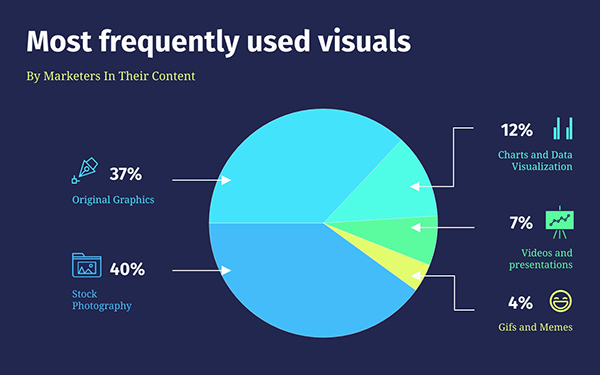 Most frequently used visuals
By Marketers In Their Content
37%
Original Graphics
40%
Stock
Photography
12%
Charts and Data
Visualization
7%
Videos and
presentations
4%
Gifs and Memes